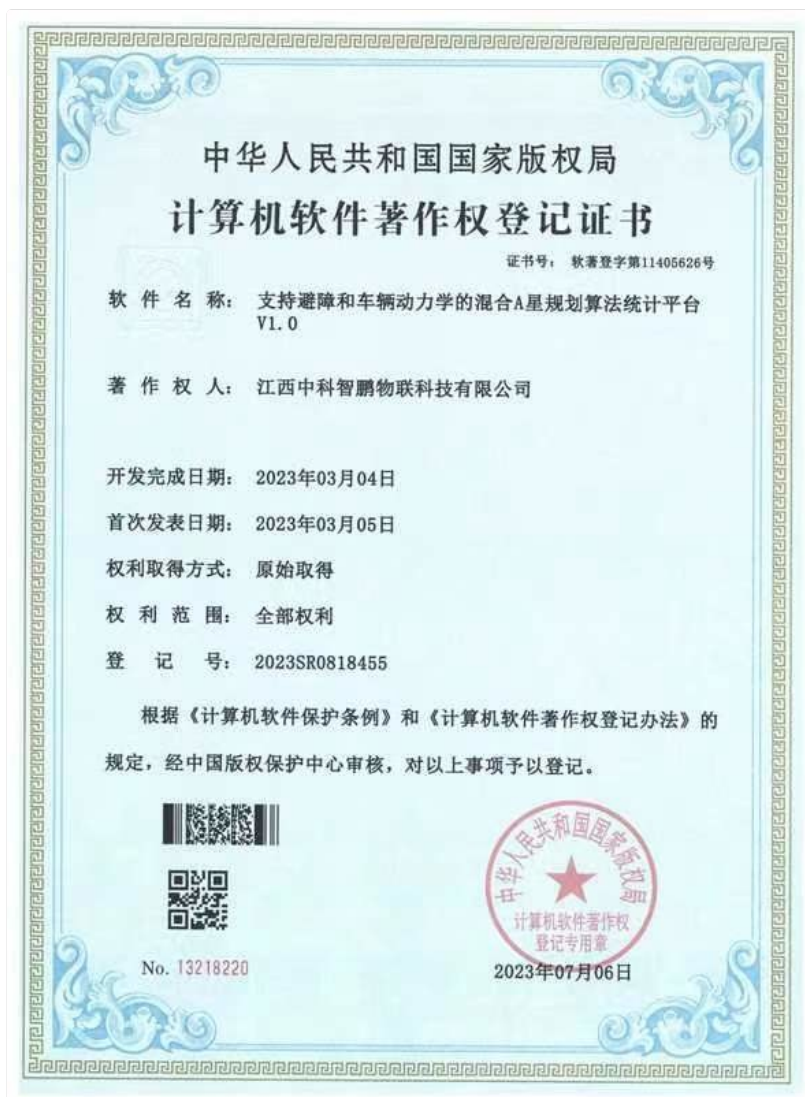 中华人民共和国国家版权局
计算机软件著作权登记证书
证书号： 软著登字第11405626号
软件名称： 支持避障和车辆动力学的混合A星规划算法统计平台
V1.0
著作权人： 江西中科智鹏物联科技有限公司
开发完成日期： 2023年03月04日
首次发表日期： 2023年03月05日
权利取得方式： 原始取得
权利范围： 全部权利
登记号： 2023SR0818455
根据《计算机软件保护条例》和《计算机软件著作权登记办法》的
规定，经中国版权保护中心审核，对以上事项予以登记。
中华人民共和国国家版权局
计算机软件著作权
登记专用章
No. 13218220
2023年07月06日